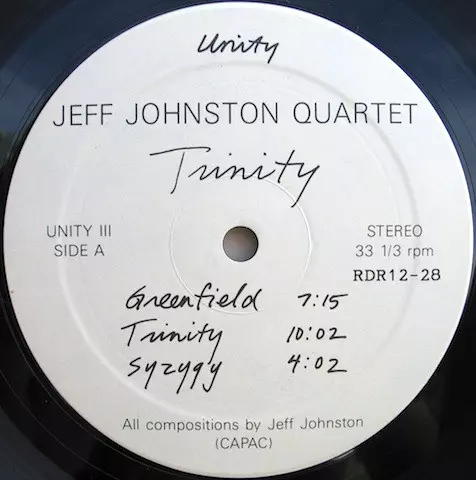 Unity
JEFF JOHNSTON QUARTET
Trinity
UNITY III
SIDE A
STEREO
33 1/3 rpm
RDR12-28
Greenfield 7:15
Trinity 10:02
Syzygy 4:02
All compositions by Jeff Johnston
(CAPAC)